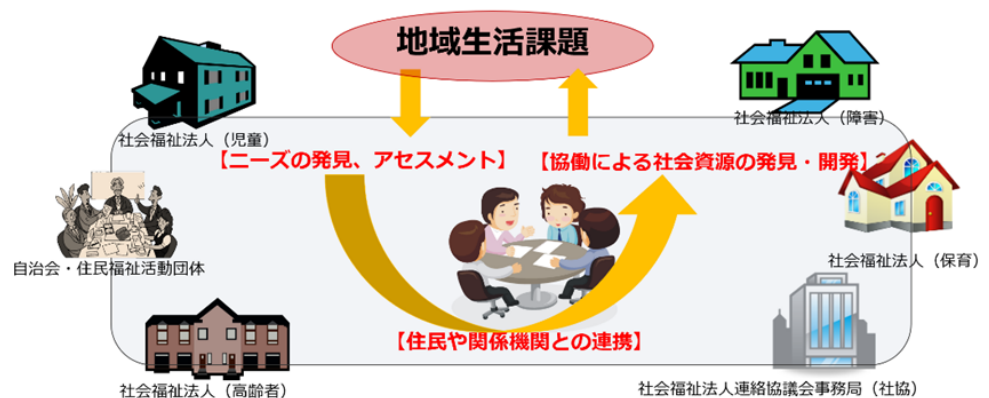 地域生活課題
社会福祉法人（児童）
社会福祉法人（障害）
【ニーズの発見、アセスメント】
【協働による社会資源の発見・開発】
自治会・住民福祉活動団体
社会福祉法人（保育）
【住民や関係機関との連携】
社会福祉法人（高齢者）
社会福祉法人連絡協議会事務局（社協）